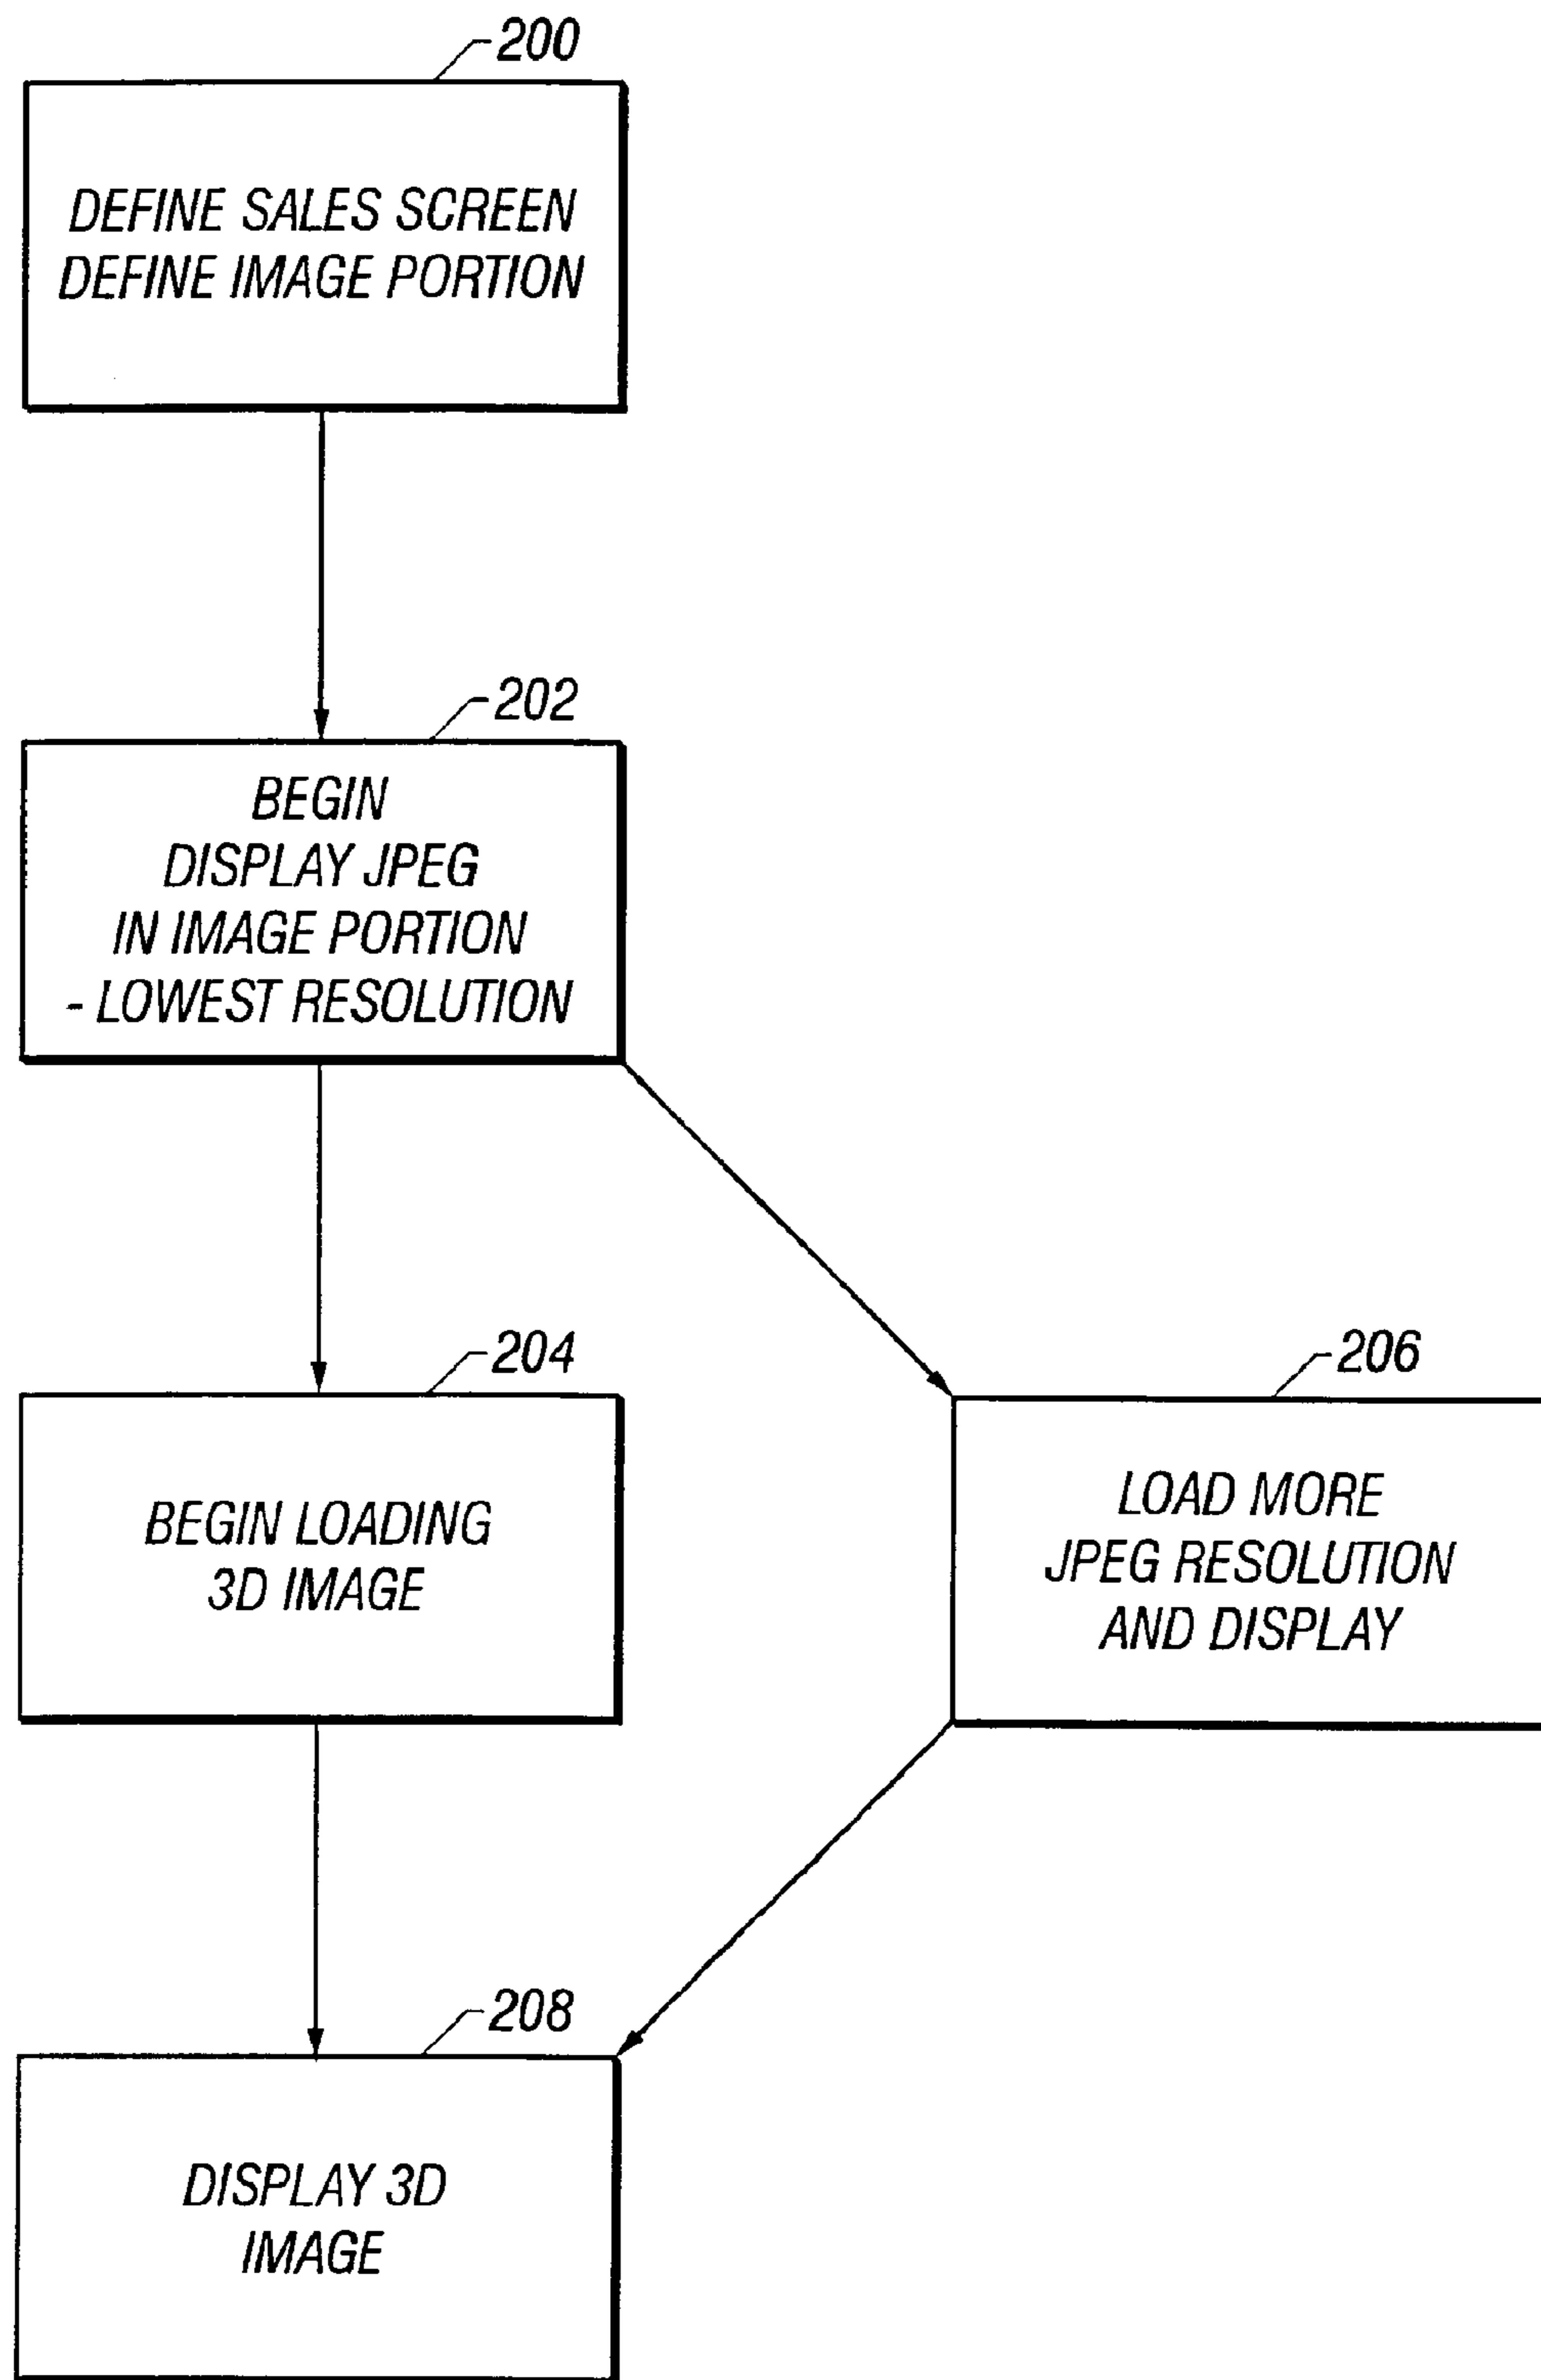 200
DEFINE SALES SCREEN
DEFINE IMAGE PORTION
202
BEGIN
DISPLAY JPEG
IN IMAGE PORTION
- LOWEST RESOLUTION
204
BEGIN LOADING
3D IMAGE
206
LOAD MORE
JPEG RESOLUTION
AND DISPLAY
208
DISPLAY 3D
IMAGE